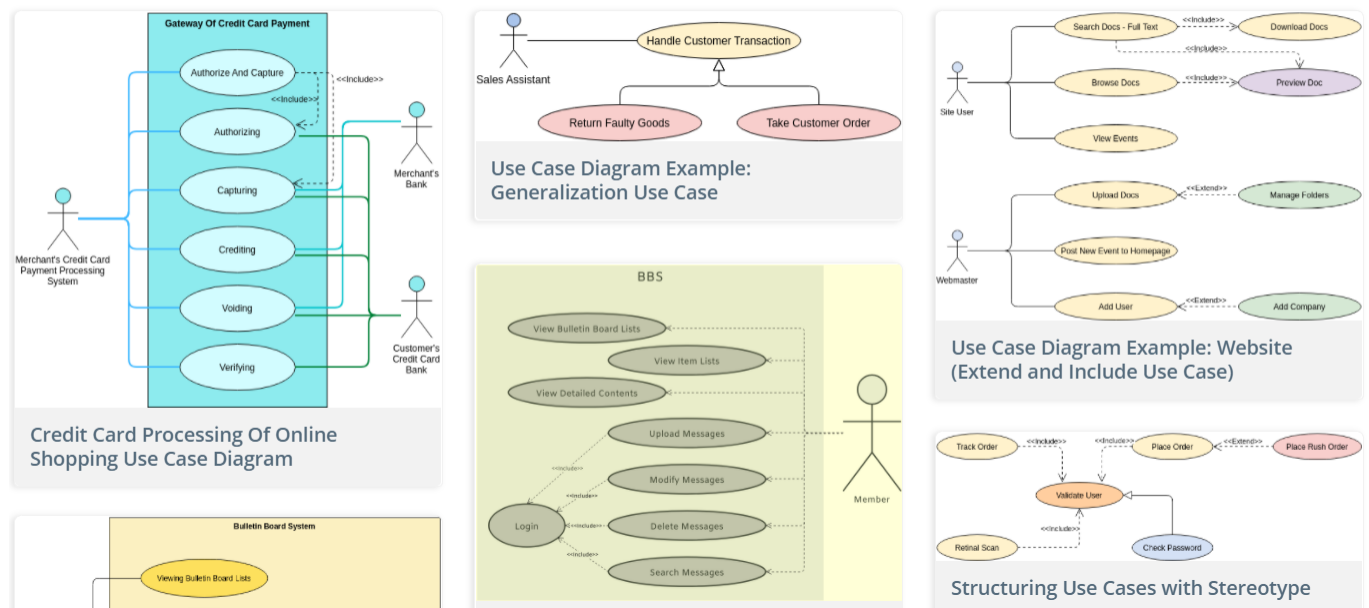 Gateway Of Credit Card Payment
Authorize And Capture
<<Include>>
<<Include>>
Authorizing
Merchant's
Bank
Capturing
Merchant's Credit Card
Payment Processing
System
Crediting
Voiding
Customer's
Credit Card
Bank
Verifying
Credit Card Processing Of Online
Shopping Use Case Diagram
Bulletin Board System
Viewing Bulletin Board Lists
Handle Customer Transaction
Sales Assistant
Return Faulty Goods
Take Customer Order
Use Case Diagram Example:
Generalization Use Case
BBS
View Bulletin Board Lists
View Item Lists
View Detailed Contents
Upload Messages
<<Include>>
Modify Messages
<<Include>>
Member
Login
<<Include>>
Delete Messages
<<Include>>
Search Messages
Search Docs - Full Text
<<Include>>
Download Docs
<<Include>>
Browse Docs
<<Include>>
Preview Doc
Site User
View Events
Upload Docs
<<Extend>>
Manage Folders
Post New Event to Homepage
Webmaster
Add User
<<Extend>>
Add Company
Use Case Diagram Example: Website
(Extend and Include Use Case)
Track Order
<<Include>>
<<Include>>
Place Order
<<Extend>>
Place Rush Order
Validate User
<<Include>>
Retinal Scan
Check Password
Structuring Use Cases with Stereotype